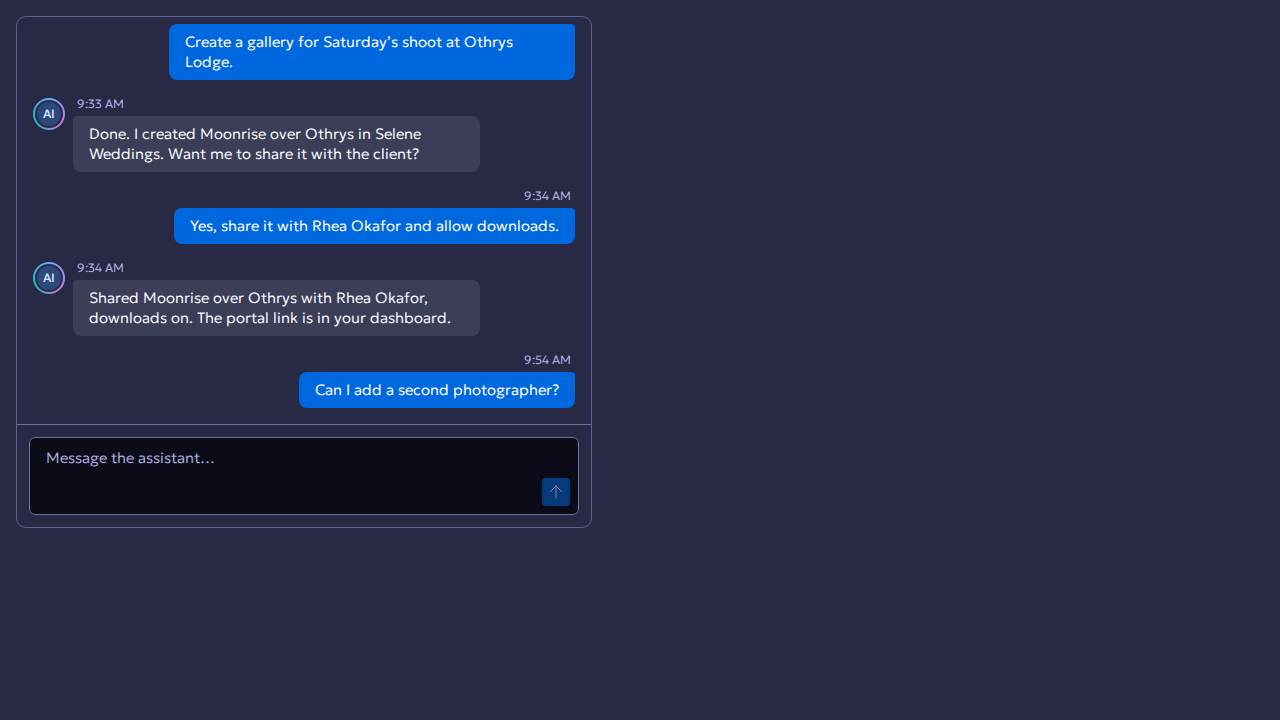 Create a gallery for Saturday’s shoot at Othrys
Lodge.
AI
9:33 AM
Done. I created Moonrise over Othrys in Selene
Weddings. Want me to share it with the client?
9:34 AM
Yes, share it with Rhea Okafor and allow downloads.
AI
9:34 AM
Shared Moonrise over Othrys with Rhea Okafor,
downloads on. The portal link is in your dashboard.
9:54 AM
Can I add a second photographer?
Message the assistant…